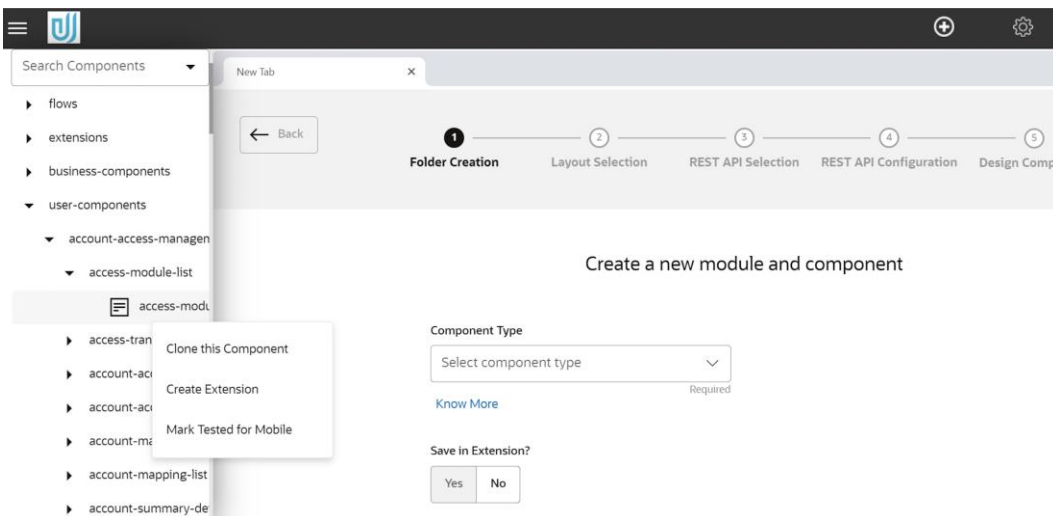 Search Components
New Tab
flows
extensions
business-components
user-components
account-access-managen
access-module-list
access-modu
access-tran
account-acc
account-acc
account-ma
account-mapping-list
account-summary-de
Clone this Component
Create Extension
Mark Tested for Mobile
Back
1 2 3 4 5
Folder Creation Layout Selection REST API Selection REST API Configuration Design Comp
Create a new module and component
Component Type
Select component type
Required
Know More
Save in Extension?
Yes No